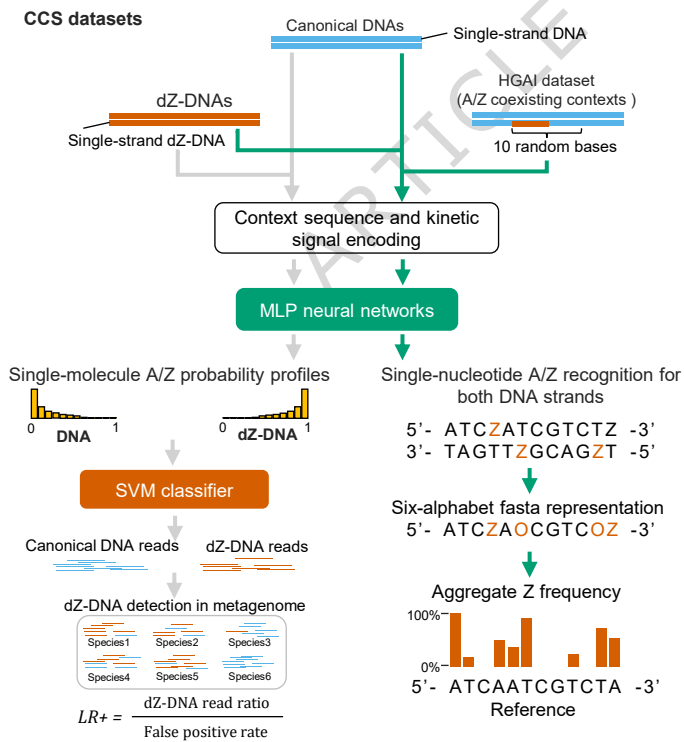 CCS datasets
Canonical DNAs
Single-strand DNA
HGAI dataset
(A/Z coexisting contexts )
dZ-DNAs
Single-strand dZ-DNA
10 random bases
ARTICLE
Context sequence and kinetic
signal encoding
MLP neural networks
Single-molecule A/Z probability profiles
0 1
DNA
0 1
dZ-DNA
SVM classifier
Canonical DNA reads
dZ-DNA reads
dZ-DNA detection in metagenome
Species1 Species2 Species3
Species4 Species5 Species6
LR+ = dZ-DNA read ratio
False positive rate
Single-nucleotide A/Z recognition for
both DNA strands
5'- ATCZATCGTCTZ -3'
3'- TAGTTZGCAGZT -5'
Six-alphabet fasta representation
5'- ATCZAOCGTCOZ -3'
Aggregate Z frequency
100%
0%
5'- ATCAATCGTCTA -3'
Reference